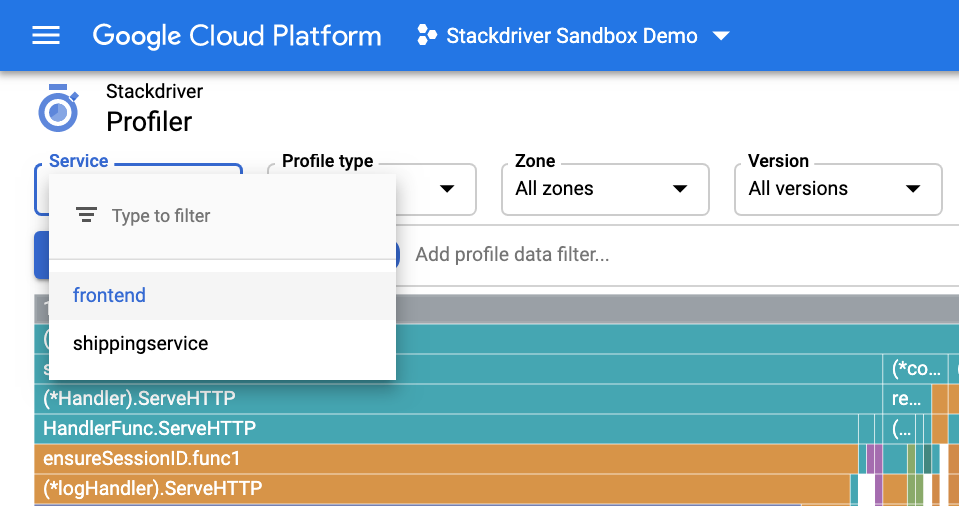 Google Cloud Platform Stackdriver Sandbox Demo
Stackdriver
Profiler
Service Profile type Zone Version
All zones All versions
Type to filter
Add profile data filter...
frontend
shippingservice
(*co...
(*Handler).ServeHTTP re...
HandlerFunc.ServeHTTP (...
ensureSessionID.func1
(*logHandler).ServeHTTP